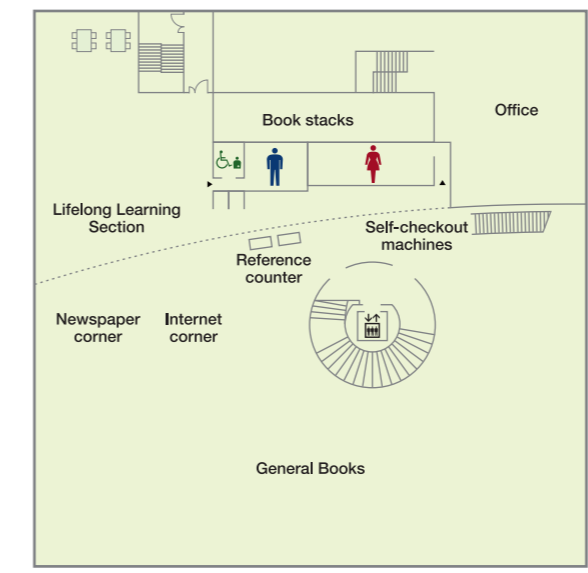 Office
Book stacks
Lifelong Learning
Section
Self-checkout
machines
Reference
counter
Newspaper
corner
Internet
corner
General Books